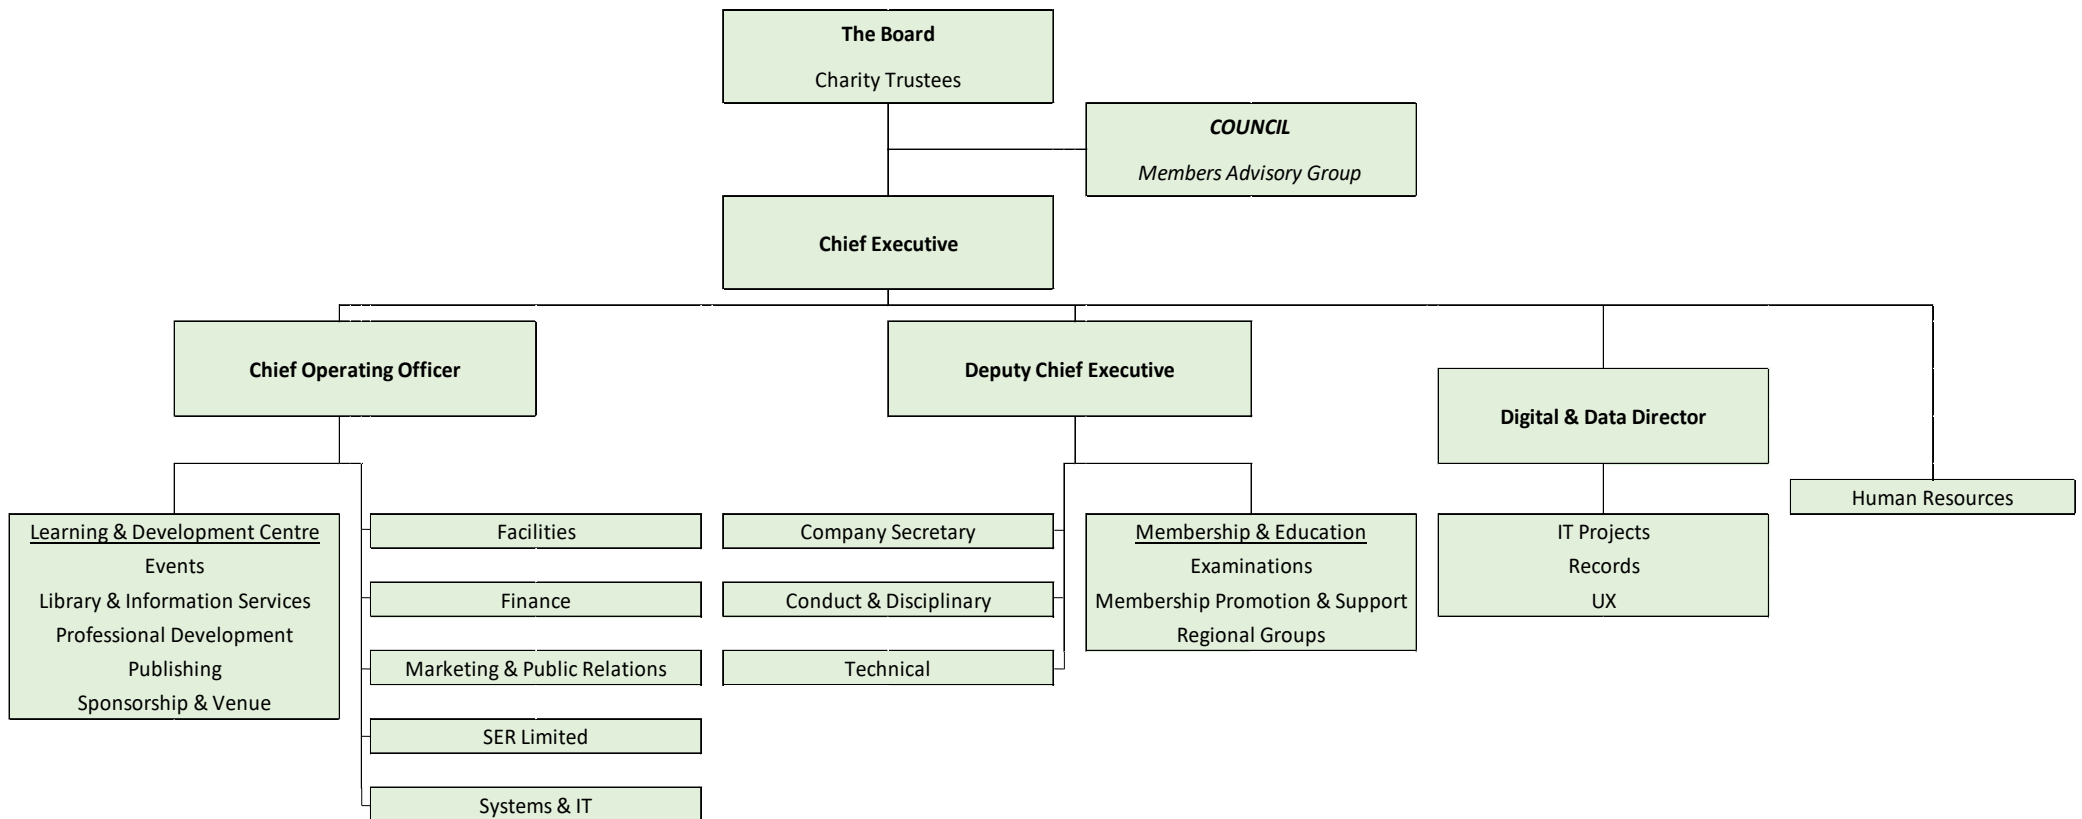 The Board
Charity Trustees
COUNCIL
Members Advisory Group
Chief Executive
Chief Operating Officer
Deputy Chief Executive
Digital & Data Director
Human Resources
Learning & Development Centre
Events
Library & Information Services
Professional Development
Publishing
Sponsorship & Venue
Facilities
Finance
Marketing & Public Relations
SER Limited
Systems & IT
Company Secretary
Conduct & Disciplinary
Technical
Membership & Education
Examinations
Membership Promotion & Support
Regional Groups
IT Projects
Records
UX